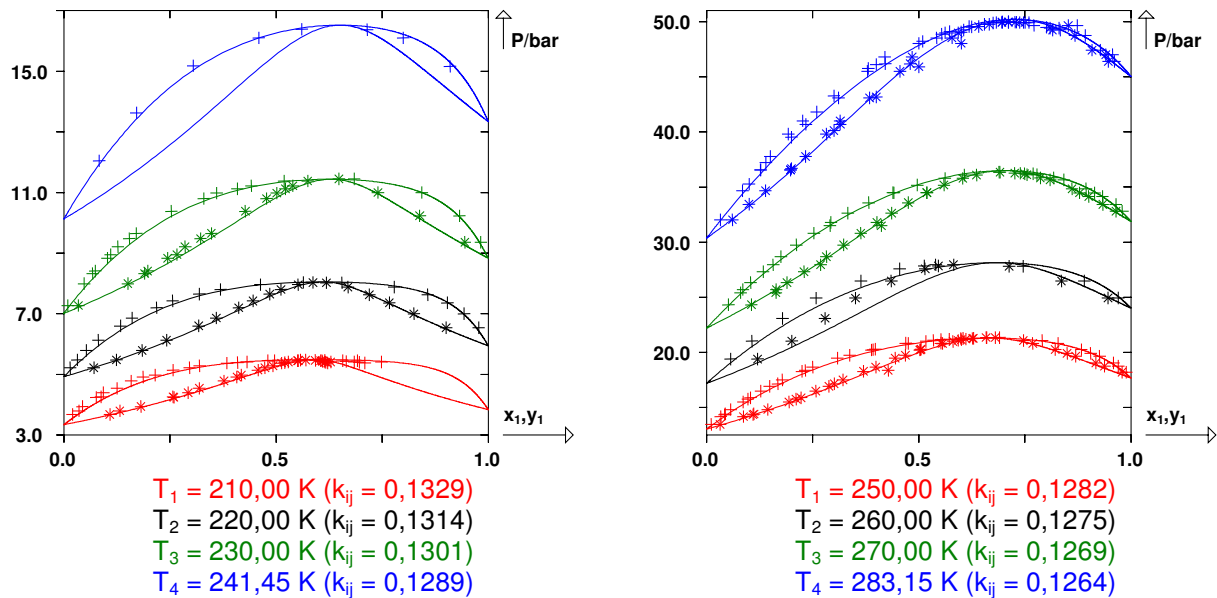 P/bar
15.0
11.0
7.0
3.0
0.0
0.5
1.0
x₁,y₁
T₁ = 210,00 K (kᵢⱼ = 0,1329)
T₂ = 220,00 K (kᵢⱼ = 0,1314)
T₃ = 230,00 K (kᵢⱼ = 0,1301)
T₄ = 241,45 K (kᵢⱼ = 0,1289)
P/bar
50.0
40.0
30.0
20.0
0.0
0.5
1.0
x₁,y₁
T₁ = 250,00 K (kᵢⱼ = 0,1282)
T₂ = 260,00 K (kᵢⱼ = 0,1275)
T₃ = 270,00 K (kᵢⱼ = 0,1269)
T₄ = 283,15 K (kᵢⱼ = 0,1264)